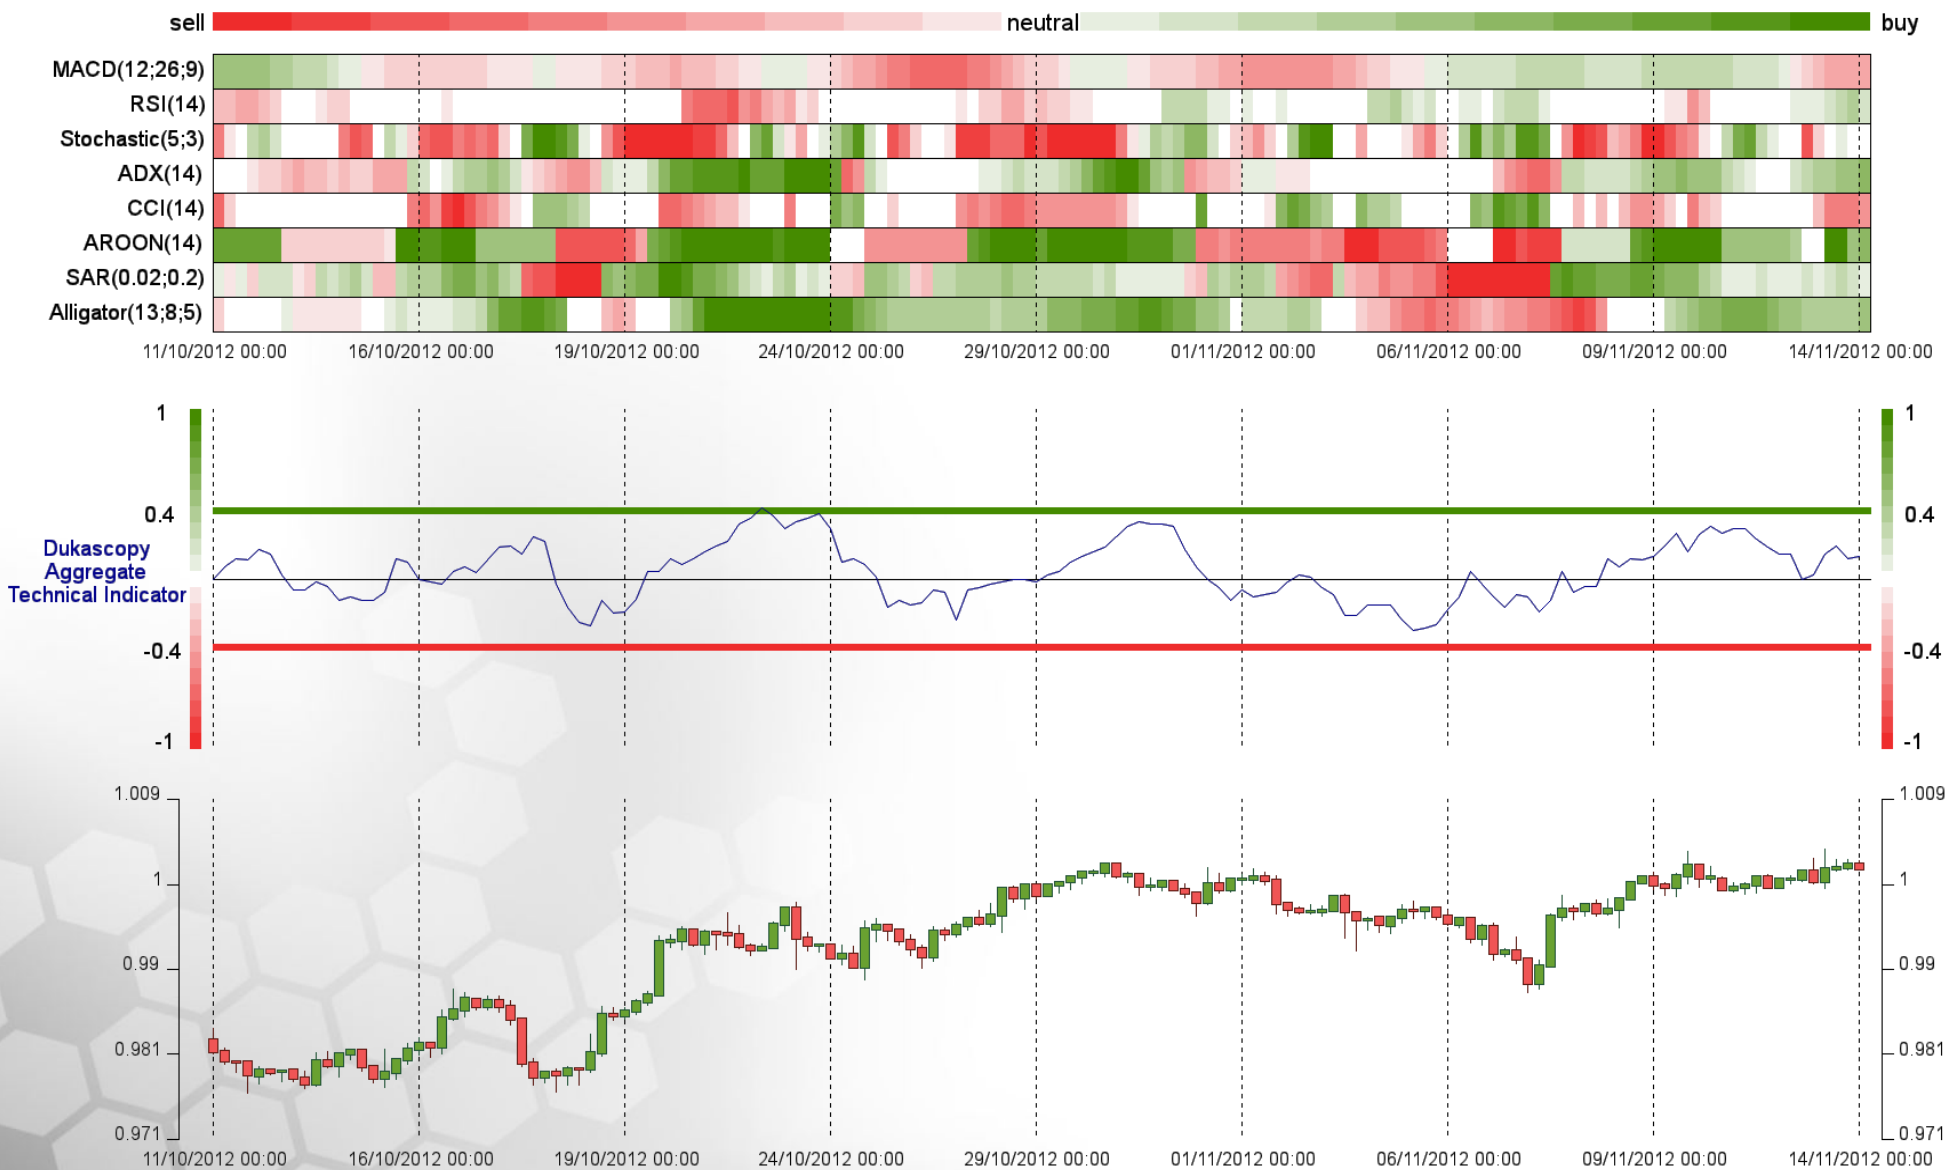 sell neutral buy
MACD(12;26;9)
RSI(14)
Stochastic(5;3)
ADX(14)
CCI(14)
AROON(14)
SAR(0.02;0.2)
Alligator(13;8;5)
11/10/2012 00:00 16/10/2012 00:00 19/10/2012 00:00 24/10/2012 00:00 29/10/2012 00:00 01/11/2012 00:00 06/11/2012 00:00 09/11/2012 00:00 14/11/2012 00:00
1 1
0.4 0.4
Dukascopy
Aggregate
Technical Indicator
-0.4 -0.4
-1 -1
1.009 1.009
1 1
0.99 0.99
0.981 0.981
0.971 0.971
11/10/2012 00:00 16/10/2012 00:00 19/10/2012 00:00 24/10/2012 00:00 29/10/2012 00:00 01/11/2012 00:00 06/11/2012 00:00 09/11/2012 00:00 14/11/2012 00:00